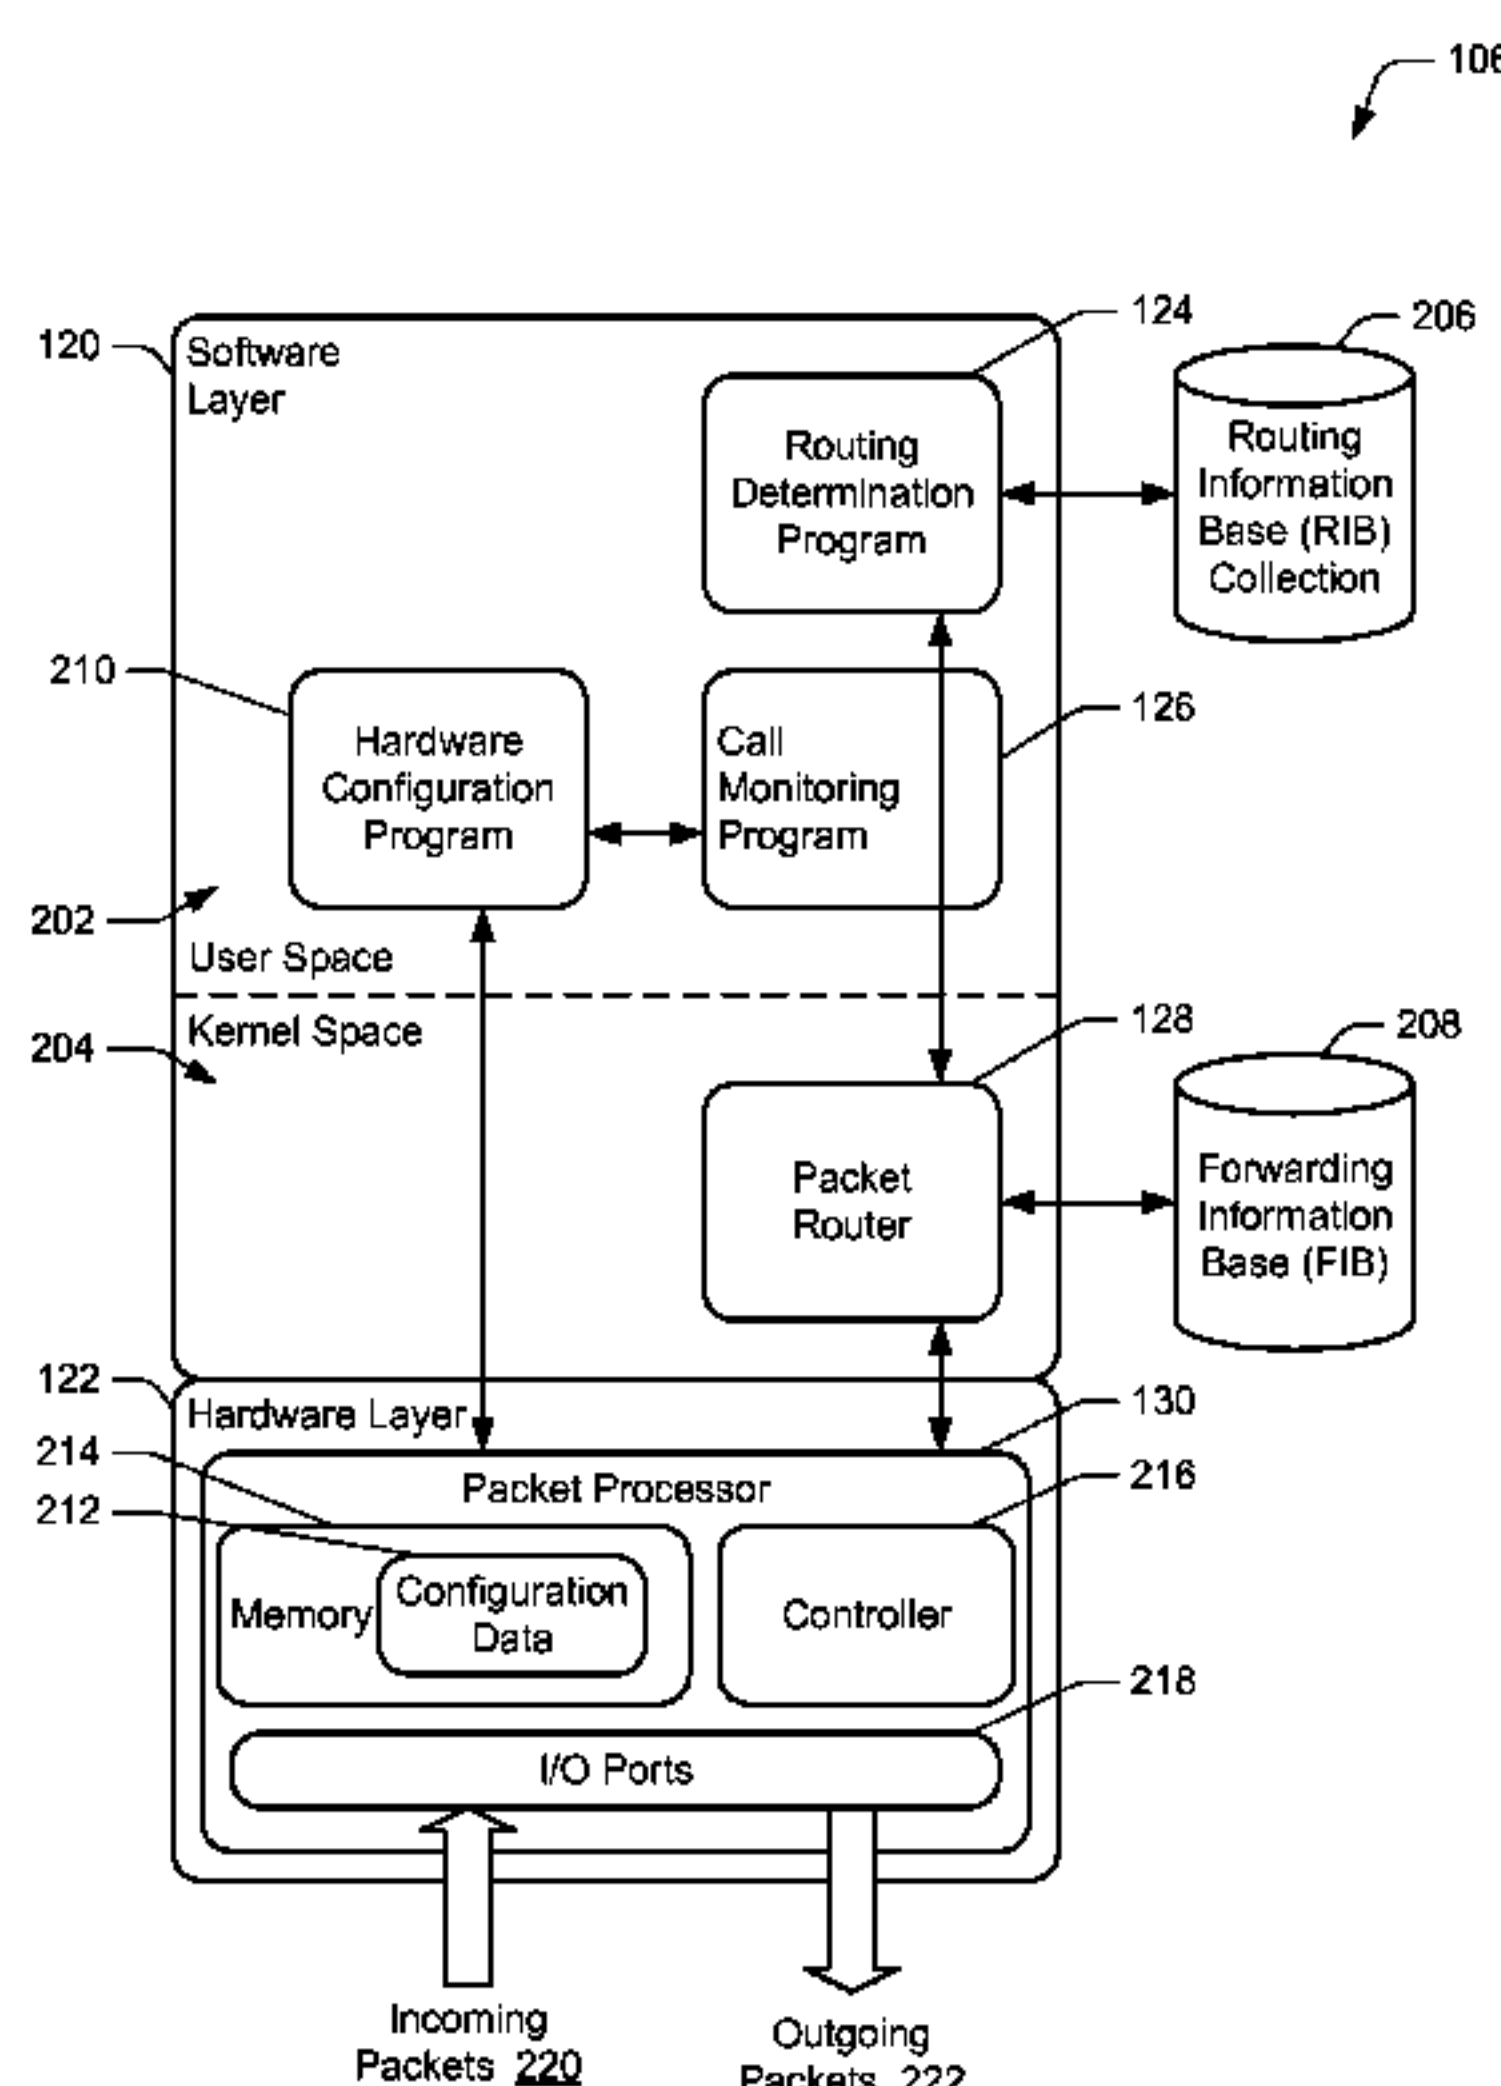 106
120
Software
Layer
124
206
Routing
Determination
Program
Routing
Information
Base (RIB)
Collection
210
Hardware
Configuration
Program
Call
Monitoring
Program
126
202
User Space
204
Kernel Space
128
208
Packet
Router
Forwarding
Information
Base (FIB)
122
Hardware Layer
130
214
Packet Processor
216
212
Memory
Configuration
Data
Controller
218
I/O Ports
Incoming
Packets 220
Outgoing
Packets 222